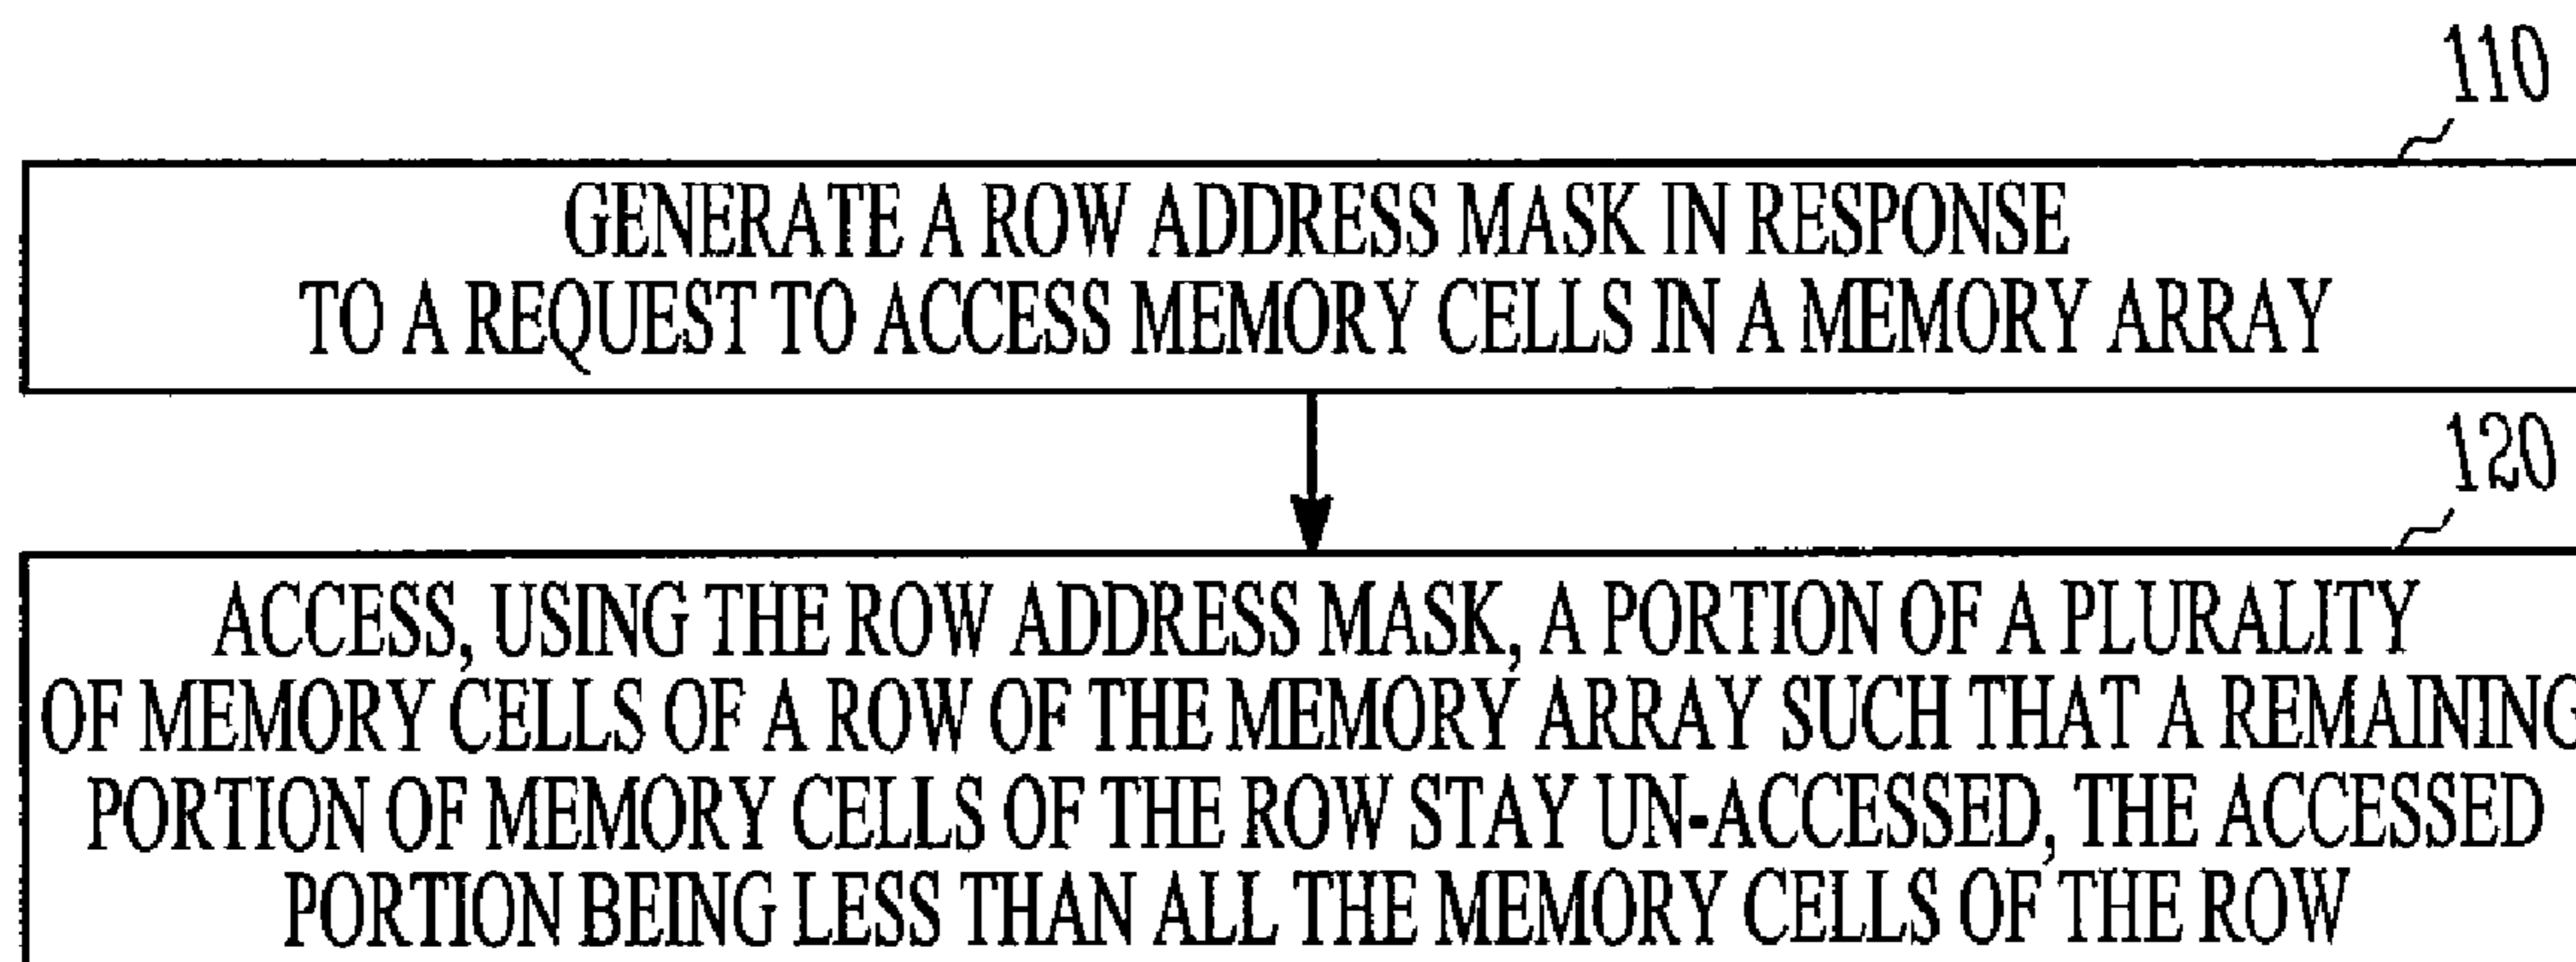 110
GENERATE A ROW ADDRESS MASK IN RESPONSE
TO A REQUEST TO ACCESS MEMORY CELLS IN A MEMORY ARRAY
120
ACCESS, USING THE ROW ADDRESS MASK, A PORTION OF A PLURALITY
OF MEMORY CELLS OF A ROW OF THE MEMORY ARRAY SUCH THAT A REMAINING
PORTION OF MEMORY CELLS OF THE ROW STAY UN-ACCESSED, THE ACCESSED
PORTION BEING LESS THAN ALL THE MEMORY CELLS OF THE ROW